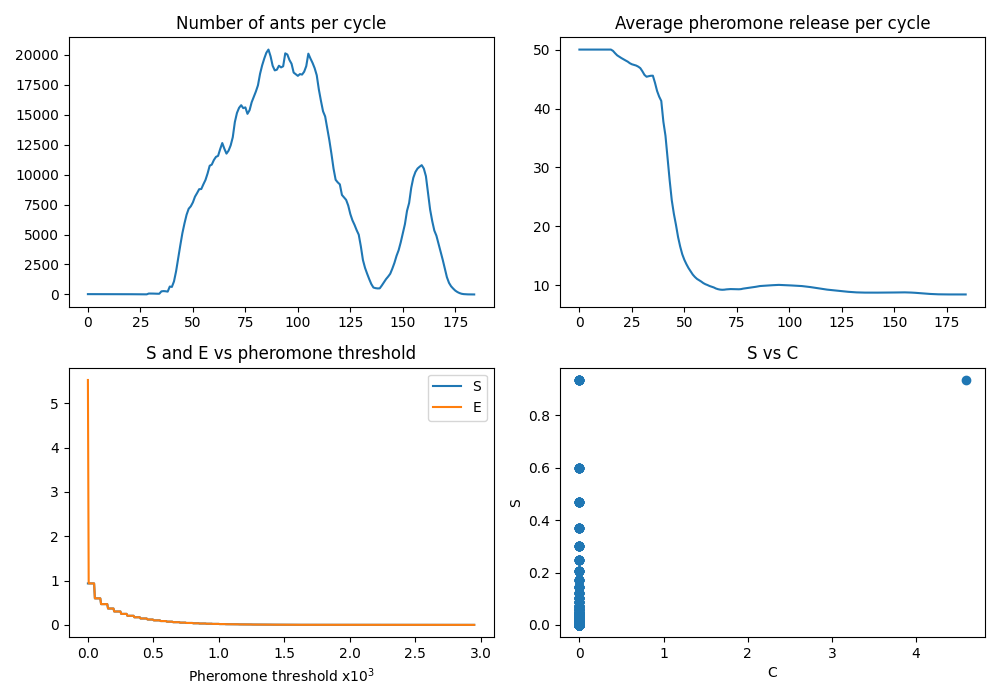 Number of ants per cycle
20000
17500
15000
12500
10000
7500
5000
2500
0
0 25 50 75 100 125 150 175
Average pheromone release per cycle
50
40
30
20
10
0 25 50 75 100 125 150 175
S and E vs pheromone threshold
S
E
5
4
3
2
1
0
0.0 0.5 1.0 1.5 2.0 2.5 3.0
Pheromone threshold x10³
S vs C
S
0.8
0.6
0.4
0.2
0.0
0 1 2 3 4
C